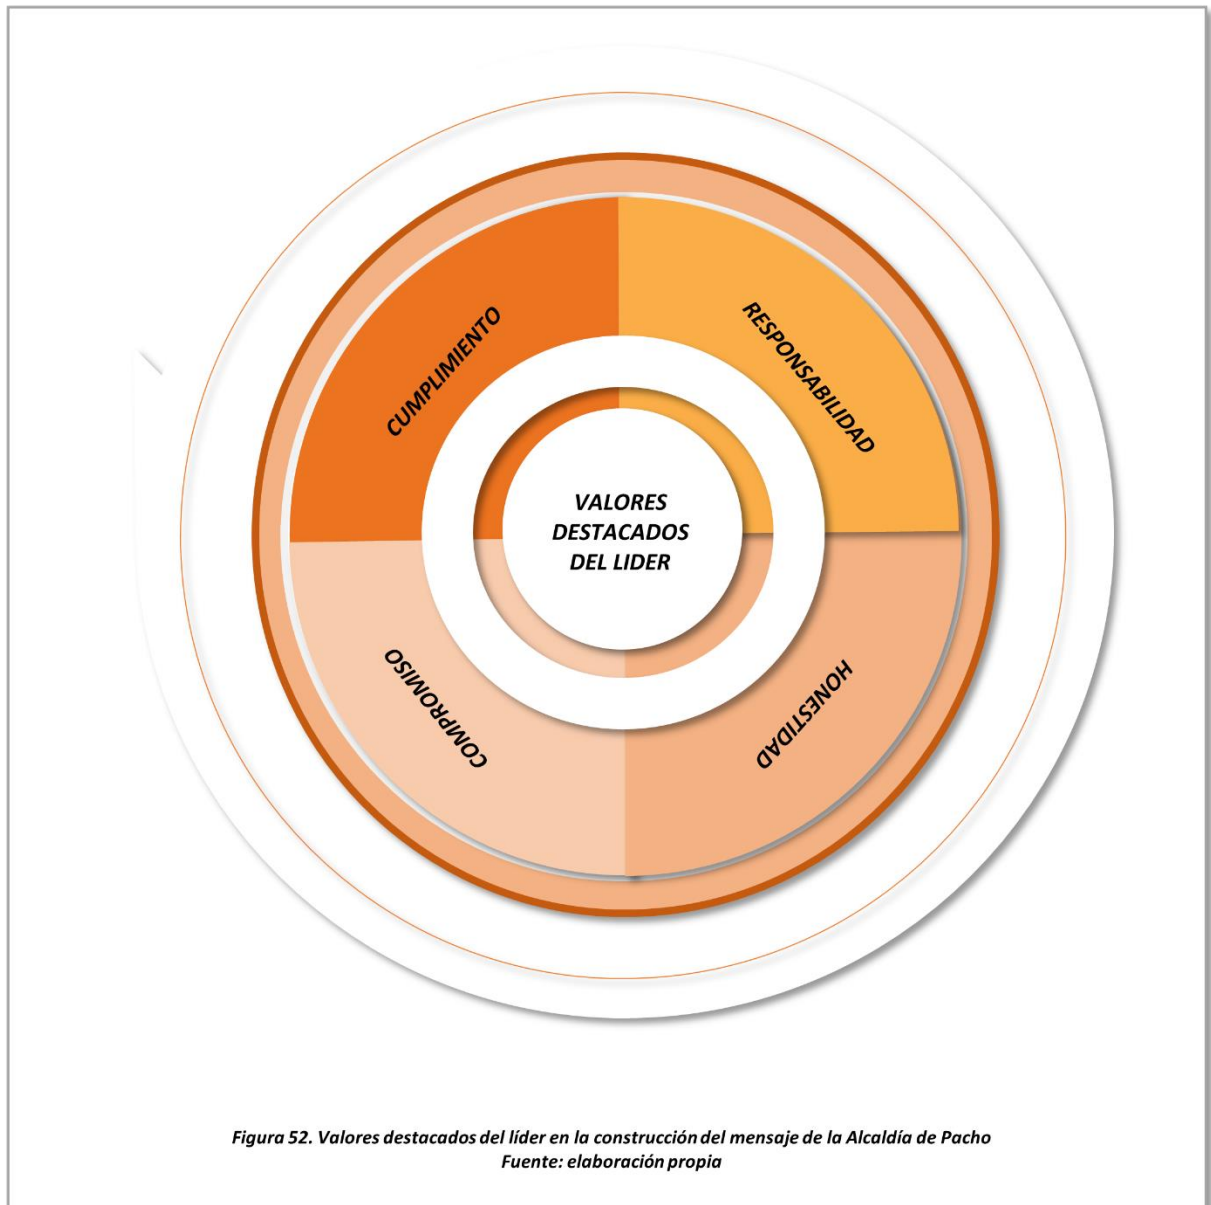 CUMPLIMIENTO
RESPONSABILIDAD
VALORES
DESTACADOS
DEL LIDER
COMPROMISO
HONESTIDAD
Figura 52. Valores destacados del líder en la construcción del mensaje de la Alcaldía de Pacho
Fuente: elaboración propia